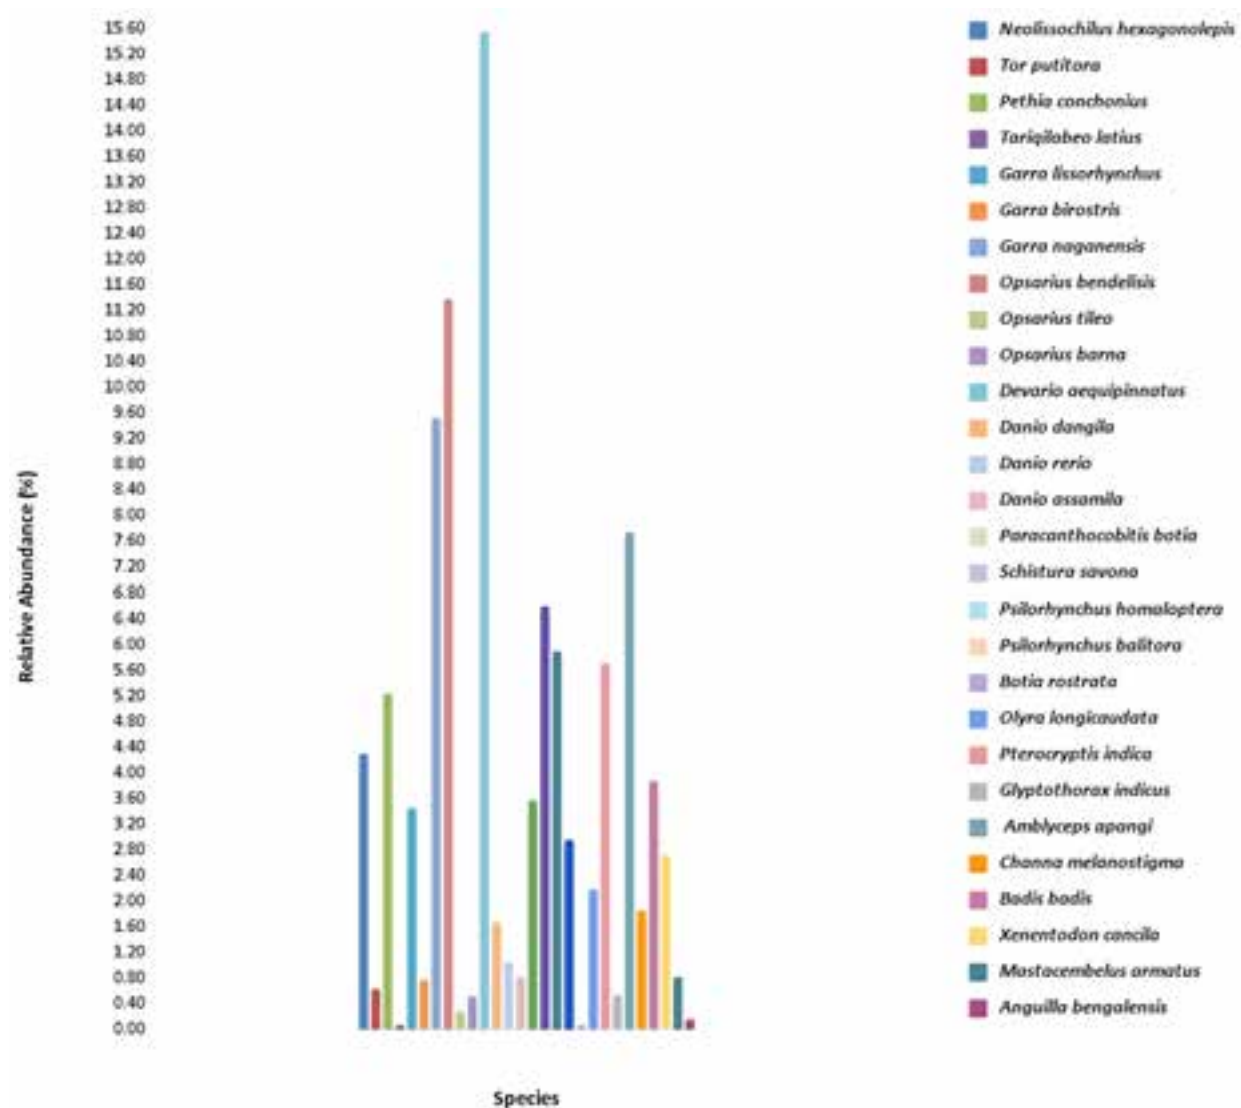 15.60
15.20
14.80
14.40
14.00
13.60
13.20
12.80
12.40
12.00
11.60
11.20
10.80
10.40
10.00
9.60
9.20
8.80
8.40
8.00
7.60
7.20
6.80
6.40
6.00
5.60
5.20
4.80
4.40
4.00
3.60
3.20
2.80
2.40
2.00
1.60
1.20
0.80
0.40
0.00
Relative Abundance (%)
Species
Neolissochilus hexagonolepis
Tor putitora
Pethia conchonius
Tariqilabeo latius
Garra lissorhynchus
Garra birostris
Garra naganensis
Opsarius bendelisis
Opsarius tileo
Opsarius barna
Devario aequipinnatus
Danio dangila
Danio rerio
Danio assamila
Paracanthocobitis botia
Schistura savona
Psilorhynchus homaloptera
Psilorhynchus balitora
Botia rostrata
Olyra longicaudata
Pterocryptis indica
Glyptothorax indicus
Amblyceps apangi
Channa melanostigma
Badis badis
Xenentodon cancila
Mastacembelus armatus
Anguilla bengalensis